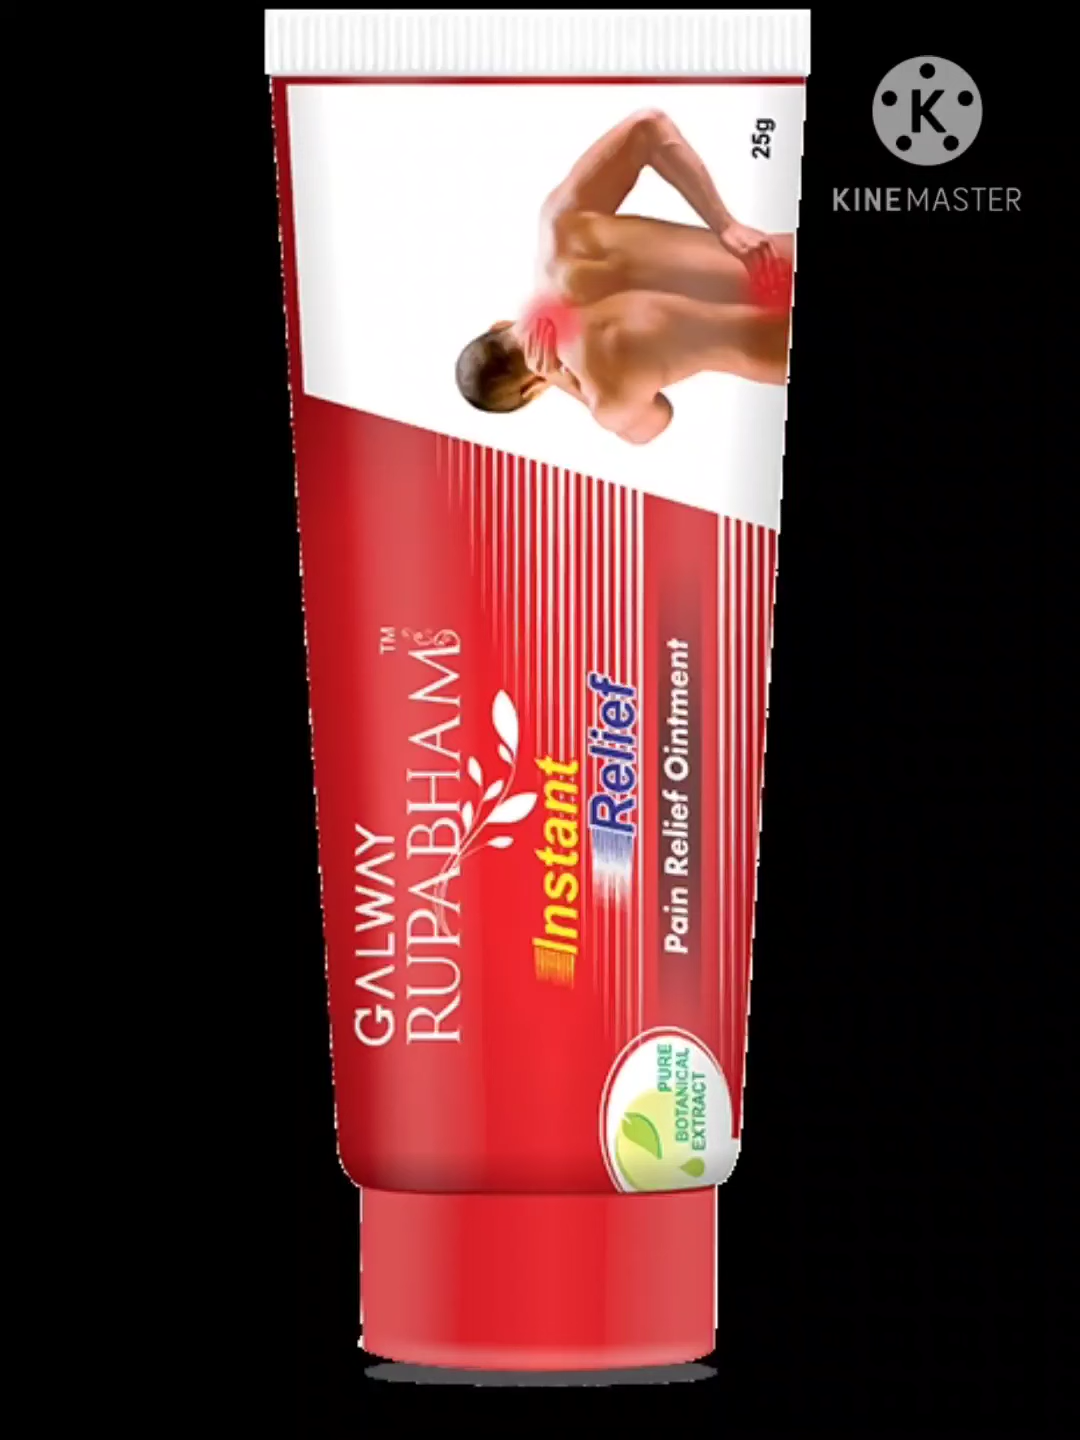 GALWAY
RUPABHAM™
Instant
Relief
Pain Relief Ointment
PURE
BOTANICAL
EXTRACT
25g
K
KINEMASTER